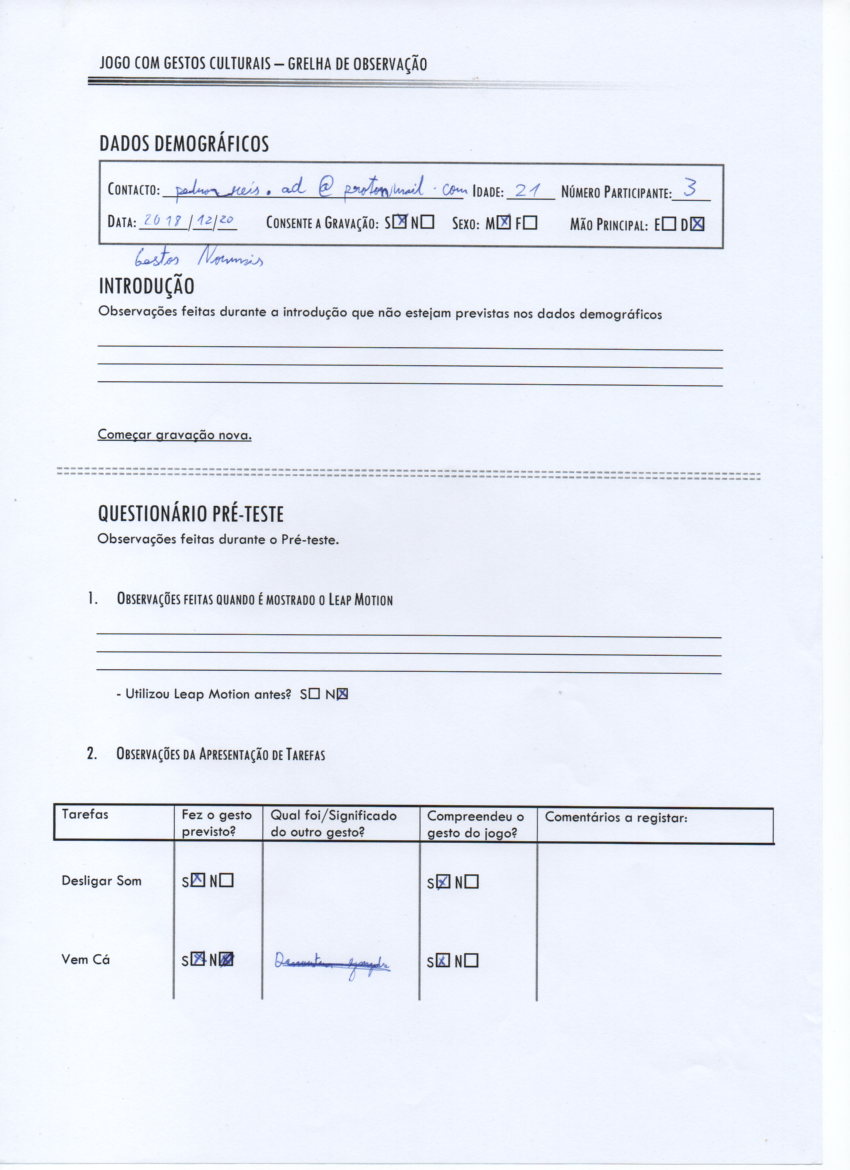 JOGO COM GESTOS CULTURAIS – GRELHA DE OBSERVAÇÃO
DADOS DEMOGRÁFICOS
CONTACTO: pedro.reis.ad@protonmail.com IDADE: 21 NÚMERO PARTICIPANTE: 3
DATA: 2018/12/20 CONSENTE A GRAVAÇÃO: S☒ N☐ SEXO: M☒ F☐ MÃO PRINCIPAL: E☐ D☒
Gestos Normais
INTRODUÇÃO
Observações feitas durante a introdução que não estejam previstas nos dados demográficos
Começar gravação nova.
QUESTIONÁRIO PRÉ-TESTE
Observações feitas durante o Pré-teste.
1. OBSERVAÇÕES FEITAS QUANDO É MOSTRADO O LEAP MOTION
- Utilizou Leap Motion antes? S☐ N☒
2. OBSERVAÇÕES DA APRESENTAÇÃO DE TAREFAS
Tarefas Fez o gesto Qual foi/Significado Compreendeu o Comentários a registar:
previsto? do outro gesto? gesto do jogo?
Desligar Som S☒ N☐ S☒ N☐
Vem Cá S☒ N☒ S☒ N☐